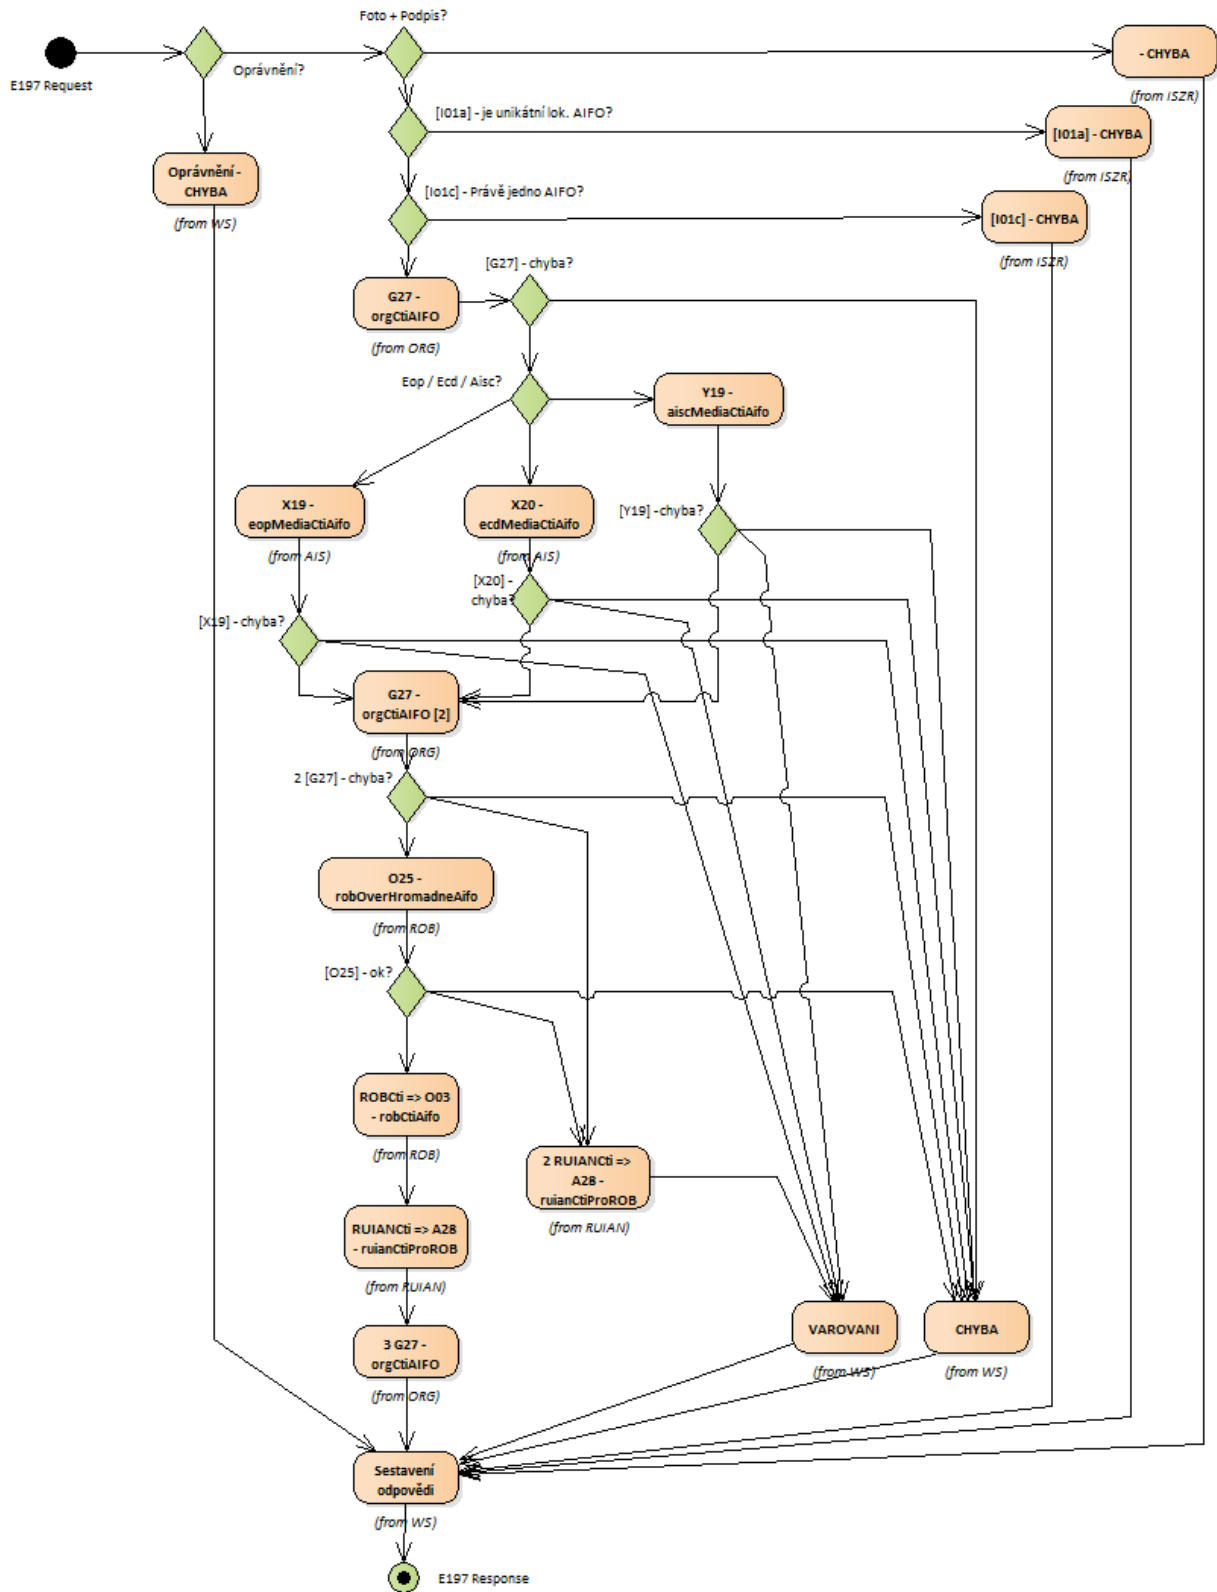 Foto + Podpis?
E197 Request
Oprávnění?
- CHYBA
(from ISZR)
[I01a] - je unikátní lok. AIFO?
[I01a] - CHYBA
(from ISZR)
Oprávnění -
CHYBA
(from WS)
[Io1c] - Právě jedno AIFO?
[I01c] - CHYBA
(from ISZR)
[G27] - chyba?
G27 -
orgCtiAIFO
(from ORG)
Eop / Ecd / Aisc?
Y19 -
aiscMediaCtiAifo
X19 -
eopMediaCtiAifo
(from AIS)
X20 -
ecdMediaCtiAifo
(from AIS)
[Y19] - chyba?
[X20] -
chyba?
[X19] - chyba?
G27 -
orgCtiAIFO [2]
(from ORG)
2 [G27] - chyba?
O25 -
robOverHromadneAifo
(from ROB)
[O25] - ok?
ROBCti => O03
- robCtiAifo
(from ROB)
2 RUIANCti =>
A28 -
ruianCtiProROB
(from RUIAN)
RUIANCti => A28
- ruianCtiProROB
(from RUIAN)
VAROVANI
(from WS)
CHYBA
(from WS)
3 G27 -
orgCtiAIFO
(from ORG)
Sestavení
odpovědi
(from WS)
E197 Response